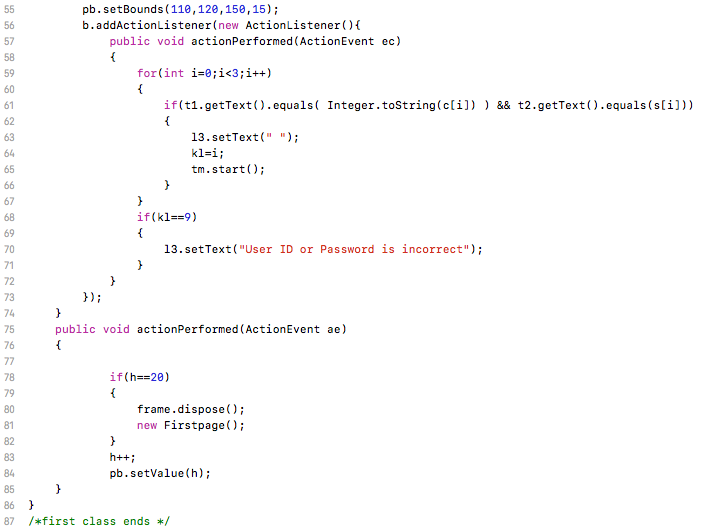 55 pb.setBounds(110,120,150,15);
56 b.addActionListener(new ActionListener(){
57 public void actionPerformed(ActionEvent ec)
58 {
59 for(int i=0;i<3;i++)
60 {
61 if(t1.getText().equals( Integer.toString(c[i]) ) && t2.getText().equals(s[i]))
62 {
63 l3.setText(" ");
64 kl=i;
65 tm.start();
66 }
67 }
68 if(kl==9)
69 {
70 l3.setText("User ID or Password is incorrect");
71 }
72 }
73 });
74 }
75 public void actionPerformed(ActionEvent ae)
76 {
77
78 if(h==20)
79 {
80 frame.dispose();
81 new Firstpage();
82 }
83 h++;
84 pb.setValue(h);
85 }
86 }
87 /*first class ends */